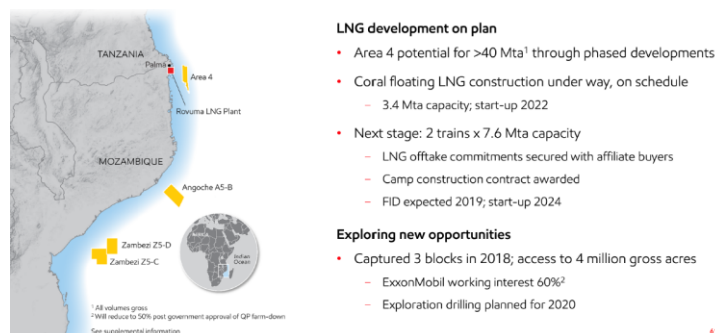 TANZANIA
Palma
Area 4
Rovuma LNG Plant
MOZAMBIQUE
Angoche A5-B
Zambezi Z5-D
Zambezi Z5-C
AFRICA
Indian
Ocean
¹ All volumes gross
² Will reduce to 50% post government approval of QP farm-down
See supplemental information
LNG development on plan
• Area 4 potential for >40 Mta¹ through phased developments
• Coral floating LNG construction under way, on schedule
– 3.4 Mta capacity; start-up 2022
• Next stage: 2 trains x 7.6 Mta capacity
– LNG offtake commitments secured with affiliate buyers
– Camp construction contract awarded
– FID expected 2019; start-up 2024
Exploring new opportunities
• Captured 3 blocks in 2018; access to 4 million gross acres
– ExxonMobil working interest 60%²
– Exploration drilling planned for 2020